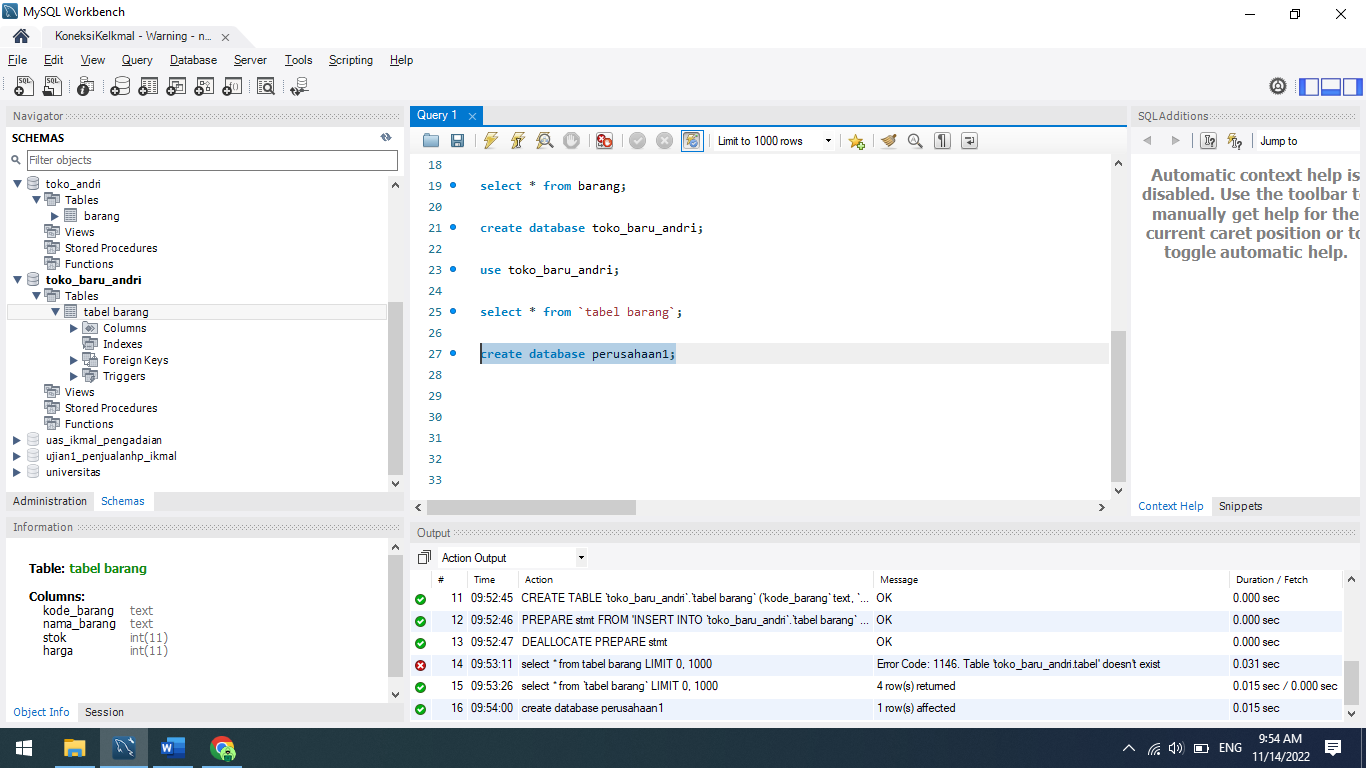 MySQL Workbench
KoneksiKelkmal - Warning - n...
File Edit View Query Database Server Tools Scripting Help
Navigator
SCHEMAS
Filter objects
toko_andri
Tables
barang
Views
Stored Procedures
Functions
toko_baru_andri
Tables
tabel barang
Columns
Indexes
Foreign Keys
Triggers
Views
Stored Procedures
Functions
uas_ikmal_pengadaian
ujian1_penjualanhp_ikmal
universitas
Administration Schemas
Information
Table: tabel barang
Columns:
kode_barang text
nama_barang text
stok int(11)
harga int(11)
Object Info Session
Query 1
Limit to 1000 rows
18
19 select * from barang;
20
21 create database toko_baru_andri;
22
23 use toko_baru_andri;
24
25 select * from `tabel barang`;
26
27 create database perusahaan1;
28
29
30
31
32
33
SQLAdditions
Jump to
Automatic context help is
disabled. Use the toolbar t
manually get help for the
current caret position or to
toggle automatic help.
Context Help Snippets
Output
Action Output
# Time Action Message Duration / Fetch
11 09:52:45 CREATE TABLE `toko_baru_andri`.`tabel barang` (`kode_barang` text, `... OK 0.000 sec
12 09:52:46 PREPARE stmt FROM 'INSERT INTO `toko_baru_andri`.`tabel barang` ... OK 0.000 sec
13 09:52:47 DEALLOCATE PREPARE stmt OK 0.000 sec
14 09:53:11 select * from tabel barang LIMIT 0, 1000 Error Code: 1146. Table 'toko_baru_andri.tabel' doesn't exist 0.031 sec
15 09:53:26 select * from `tabel barang` LIMIT 0, 1000 4 row(s) returned 0.015 sec / 0.000 sec
16 09:54:00 create database perusahaan1 1 row(s) affected 0.015 sec
ENG
9:54 AM
11/14/2022